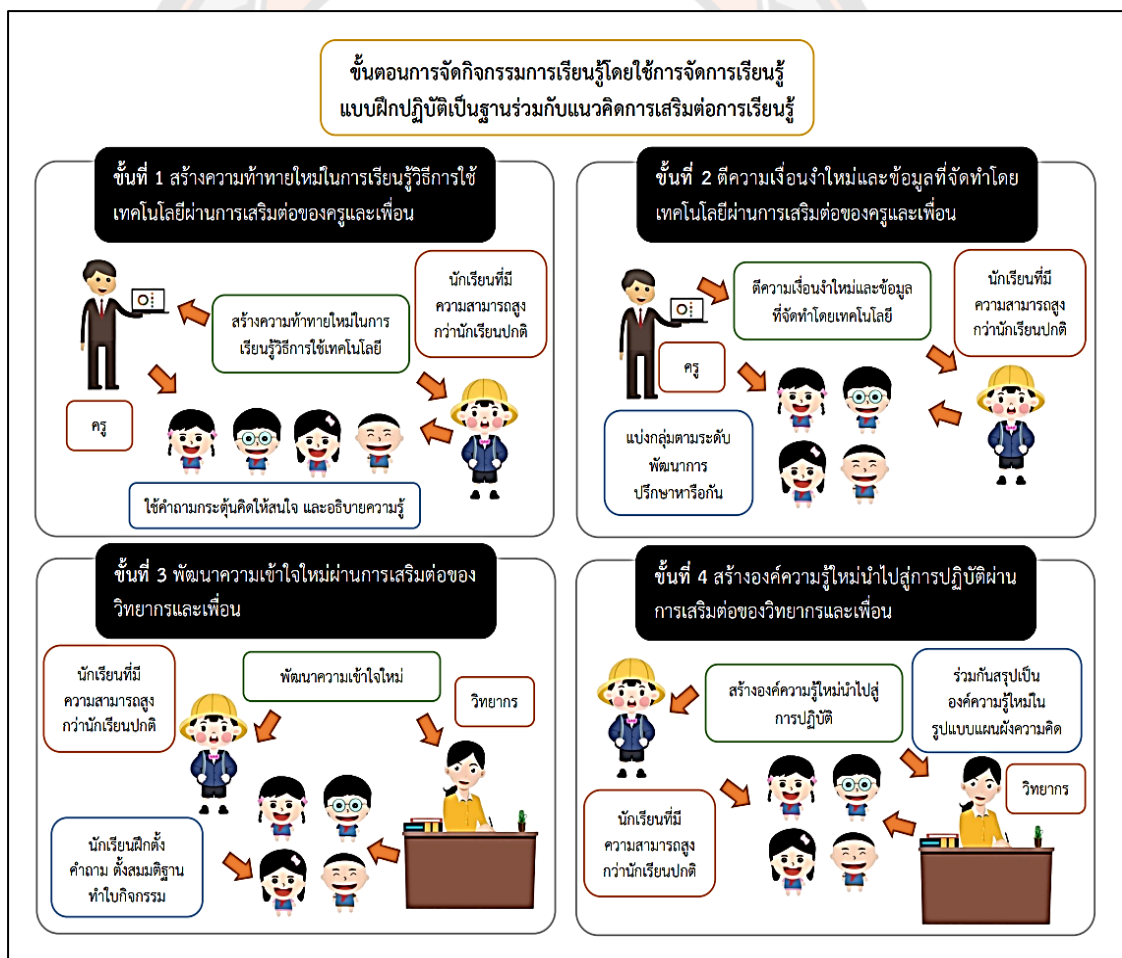 ขั้นตอนการจัดกิจกรรมการเรียนรู้โดยใช้การจัดการเรียนรู้
แบบฝึกปฏิบัติเป็นฐานร่วมกับแนวคิดการเสริมต่อการเรียนรู้
ขั้นที่ 1 สร้างความท้าทายใหม่ในการเรียนรู้วิธีการใช้
เทคโนโลยีผ่านการเสริมต่อของครูและเพื่อน
สร้างความท้าทายใหม่ในการ
เรียนรู้วิธีการใช้เทคโนโลยี
นักเรียนที่มี
ความสามารถสูง
กว่านักเรียนปกติ
ครู
ใช้คำถามกระตุ้นคิดให้สนใจ และอธิบายความรู้
ขั้นที่ 2 ตีความเงื่อนงำใหม่และข้อมูลที่จัดทำโดย
เทคโนโลยีผ่านการเสริมต่อของครูและเพื่อน
ตีความเงื่อนงำใหม่และข้อมูล
ที่จัดทำโดยเทคโนโลยี
นักเรียนที่มี
ความสามารถสูง
กว่านักเรียนปกติ
ครู
แบ่งกลุ่มตามระดับ
พัฒนาการ
ปรึกษาหารือกัน
ขั้นที่ 3 พัฒนาความเข้าใจใหม่ผ่านการเสริมต่อของ
วิทยากรและเพื่อน
นักเรียนที่มี
ความสามารถสูง
กว่านักเรียนปกติ
พัฒนาความเข้าใจใหม่
วิทยากร
นักเรียนฝึกตั้ง
คำถาม ตั้งสมมติฐาน
ทำใบกิจกรรม
ขั้นที่ 4 สร้างองค์ความรู้ใหม่นำไปสู่การปฏิบัติผ่าน
การเสริมต่อของวิทยากรและเพื่อน
สร้างองค์ความรู้ใหม่นำไปสู่
การปฏิบัติ
ร่วมกันสรุปเป็น
องค์ความรู้ใหม่ใน
รูปแบบแผนผังความคิด
วิทยากร
นักเรียนที่มี
ความสามารถสูง
กว่านักเรียนปกติ